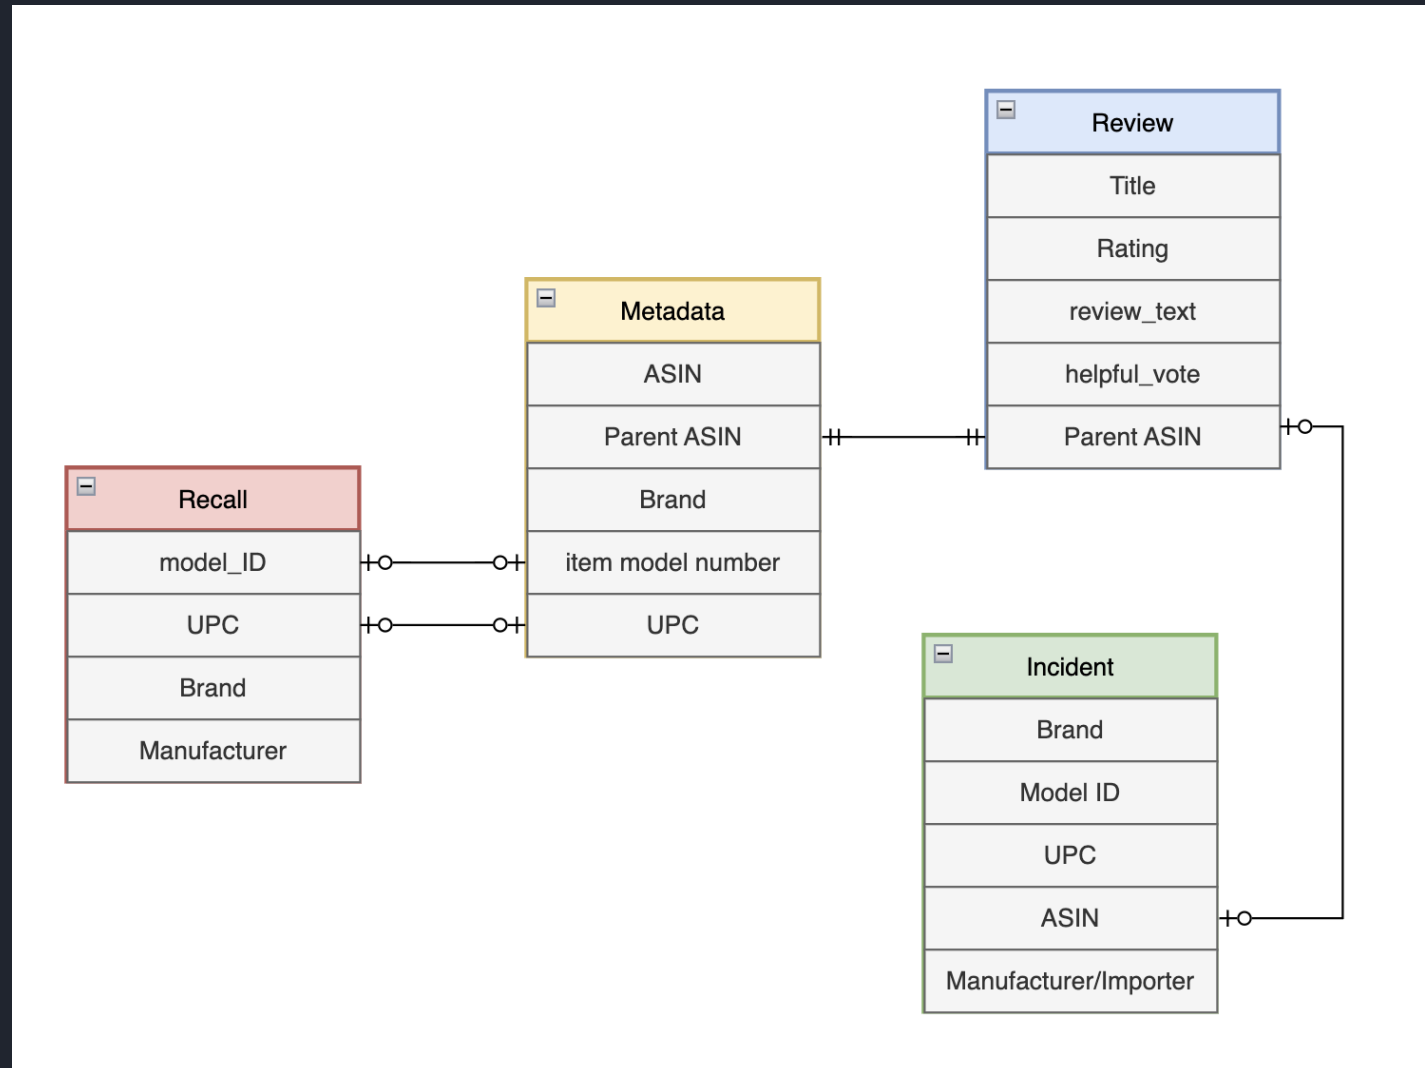 Review
Title
Rating
review_text
helpful_vote
Parent ASIN
Metadata
ASIN
Parent ASIN
Brand
item model number
UPC
Recall
model_ID
UPC
Brand
Manufacturer
Incident
Brand
Model ID
UPC
ASIN
Manufacturer/Importer